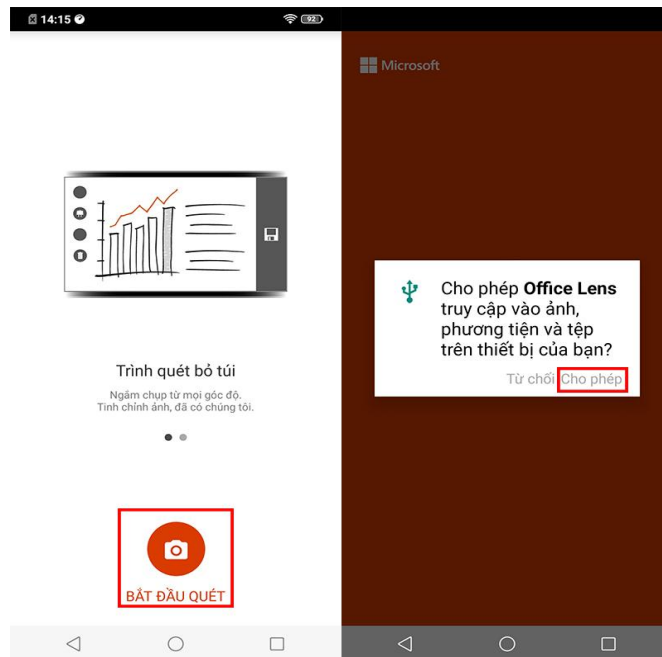 14:15
92
Trình quét bỏ túi
Ngắm chụp từ mọi góc độ.
Tinh chỉnh ảnh, đã có chúng tôi.
BẮT ĐẦU QUÉT
Microsoft
Cho phép Office Lens
truy cập vào ảnh,
phương tiện và tệp
trên thiết bị của bạn?
Từ chối Cho phép